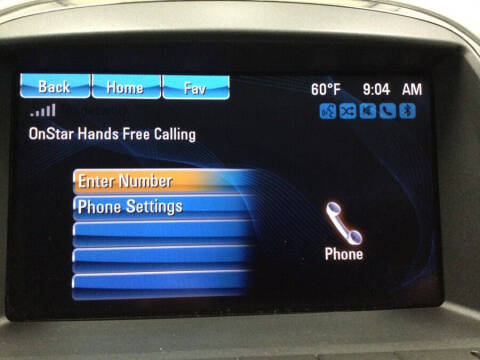 Back Home Fav
60°F 9:04 AM
OnStar Hands Free Calling
Enter Number
Phone Settings
Phone